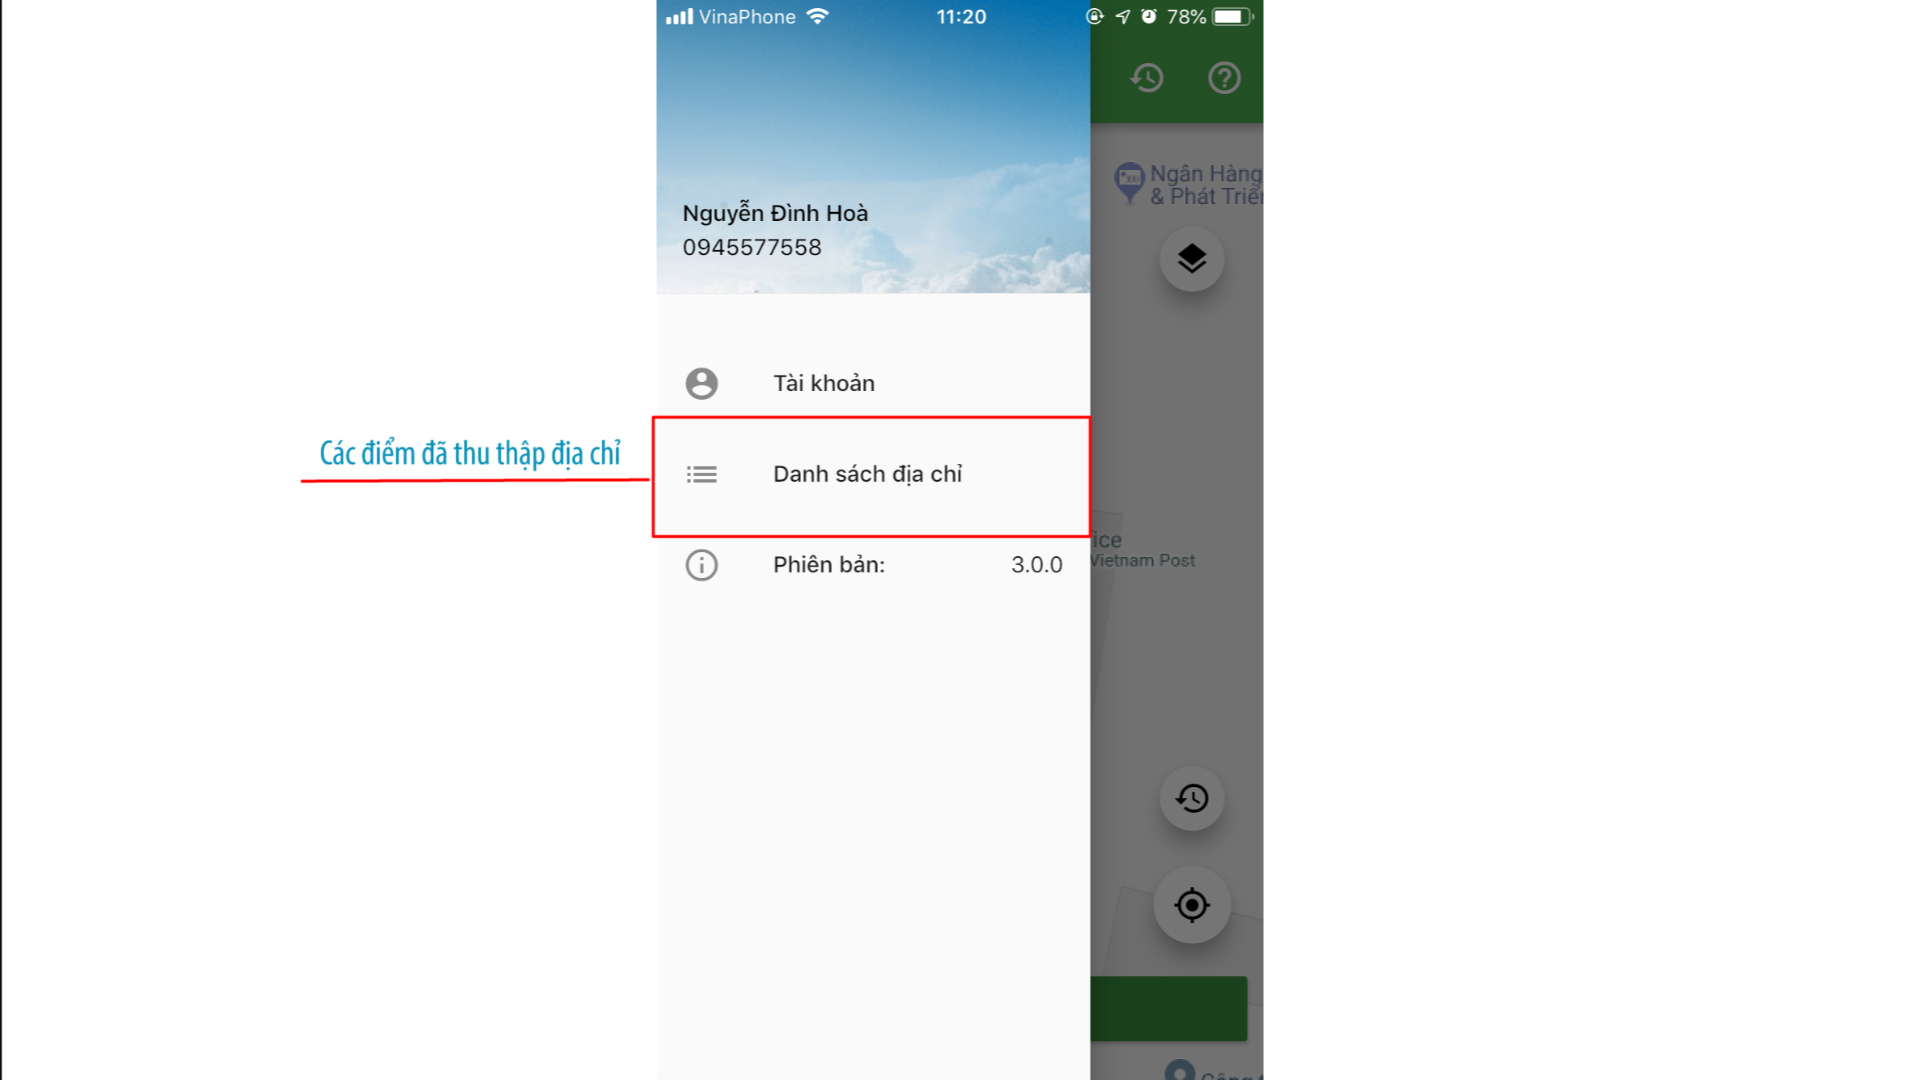 VinaPhone
11:20
78%
Ngân Hàng
& Phát Triển
Nguyễn Đình Hoà
0945577558
Tài khoản
Các điểm đã thu thập địa chỉ
Danh sách địa chỉ
ice
Vietnam Post
Phiên bản: 3.0.0